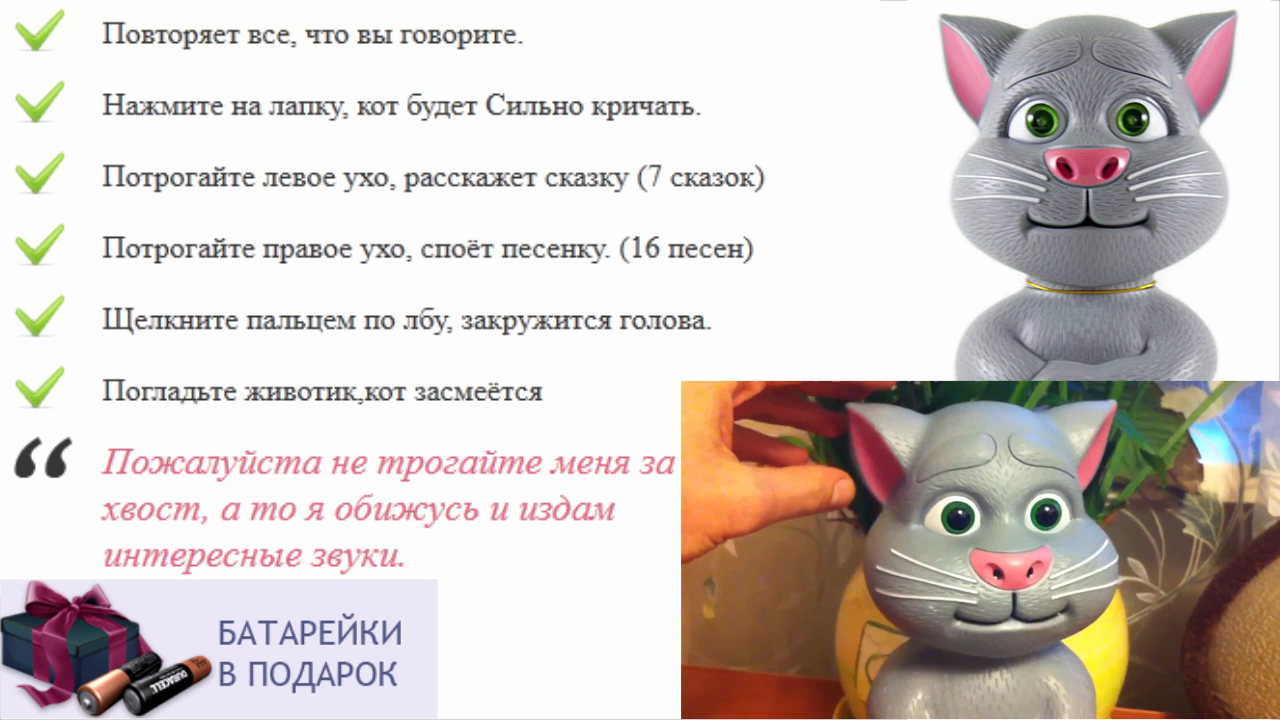 Повторяет все, что вы говорите.
Нажмите на лапку, кот будет Сильно кричать.
Потрогайте левое ухо, расскажет сказку (7 сказок)
Потрогайте правое ухо, споёт песенку. (16 песен)
Щелкните пальцем по лбу, закружится голова.
Погладьте животик,кот засмеётся
“ Пожалуйста не трогайте меня за
хвост, а то я обижусь и издам
интересные звуки.
БАТАРЕЙКИ
В ПОДАРОК
DURACELL